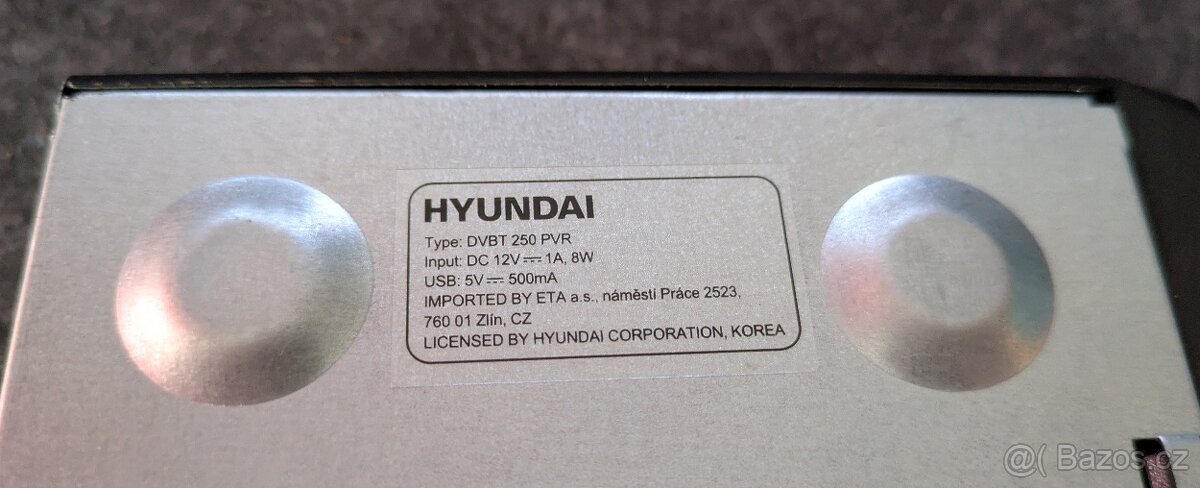 HYUNDAI
Type: DVBT 250 PVR
Input: DC 12V⎓1A, 8W
USB: 5V⎓500mA
IMPORTED BY ETA a.s., náměstí Práce 2523,
760 01 Zlín, CZ
LICENSED BY HYUNDAI CORPORATION, KOREA
@( Bazos.cz